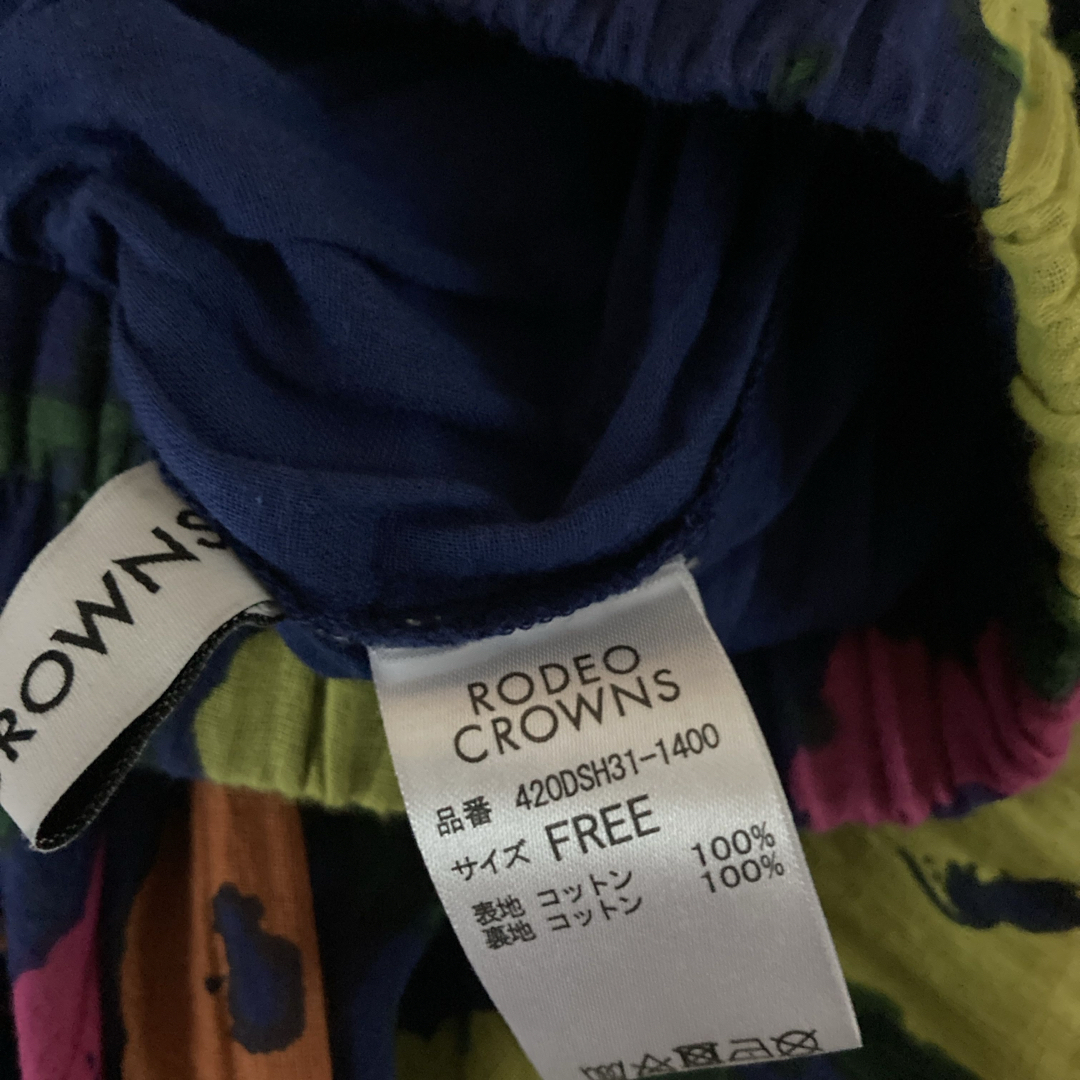 CROWNS
RODEO
CROWNS
品番 420DSH31-1400
サイズ FREE
表地 コットン 100%
裏地 コットン 100%